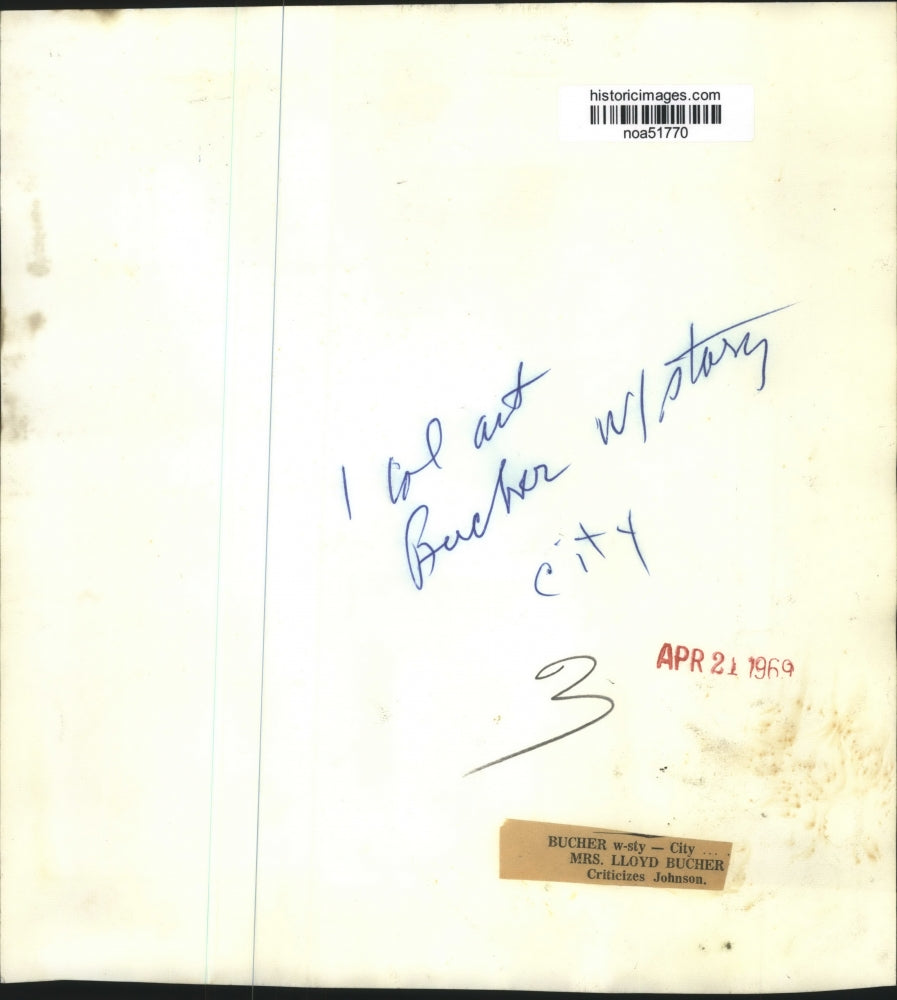 historicimages.com
noa51770
1 col art
Bucher w/story
city
APR 21 1969
3
BUCHER w-sty — City ....
MRS. LLOYD BUCHER
Criticizes Johnson.